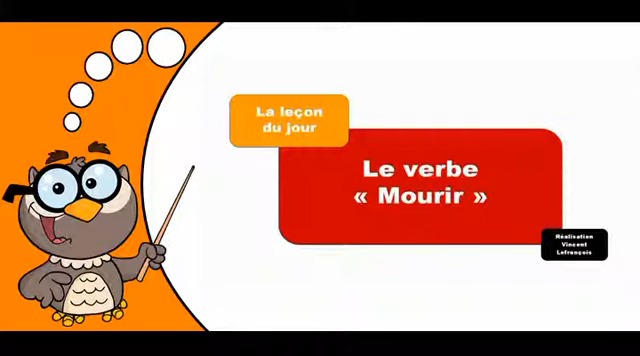 La leçon
du jour
Le verbe
« Mourir »
Réalisation
Vincent
Lefrançois